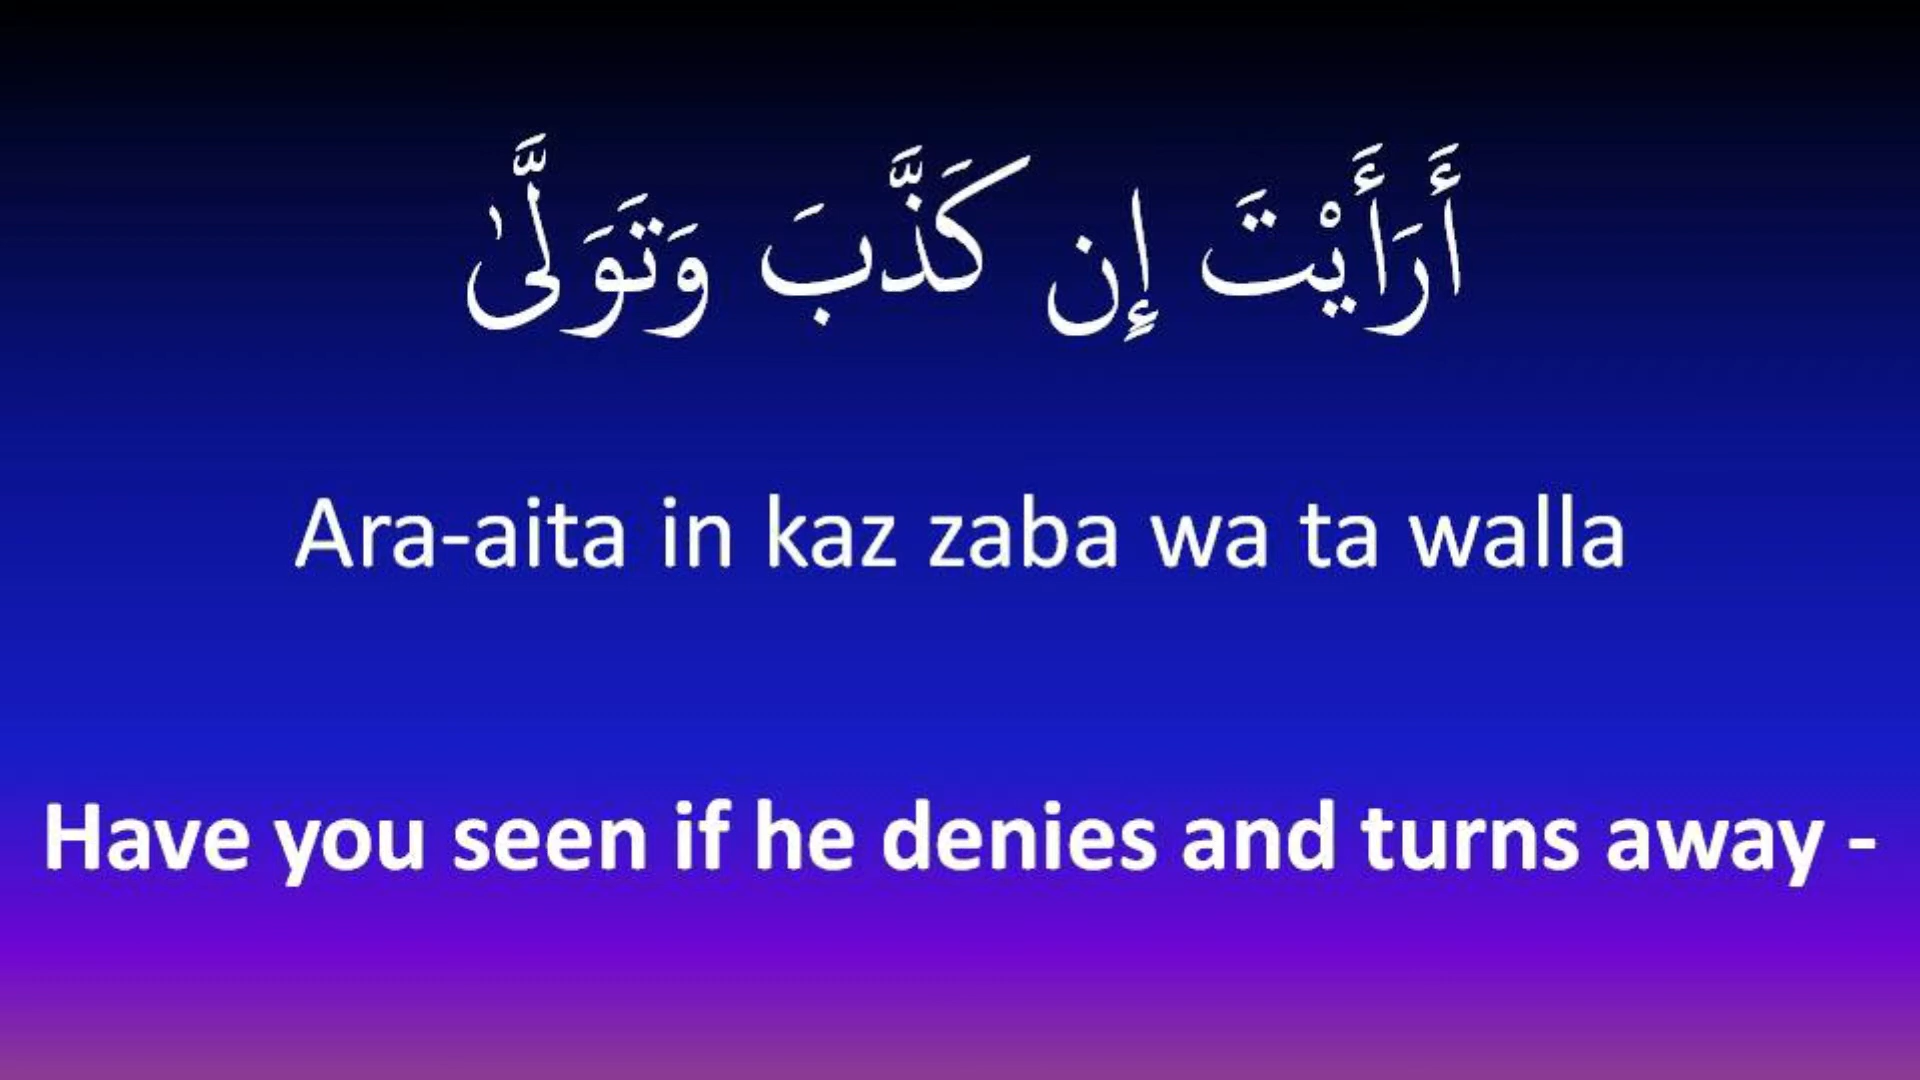 أَرَأَيْتَ إِن كَذَّبَ وَتَوَلَّىٰ
Ara-aita in kaz zaba wa ta walla
Have you seen if he denies and turns away -